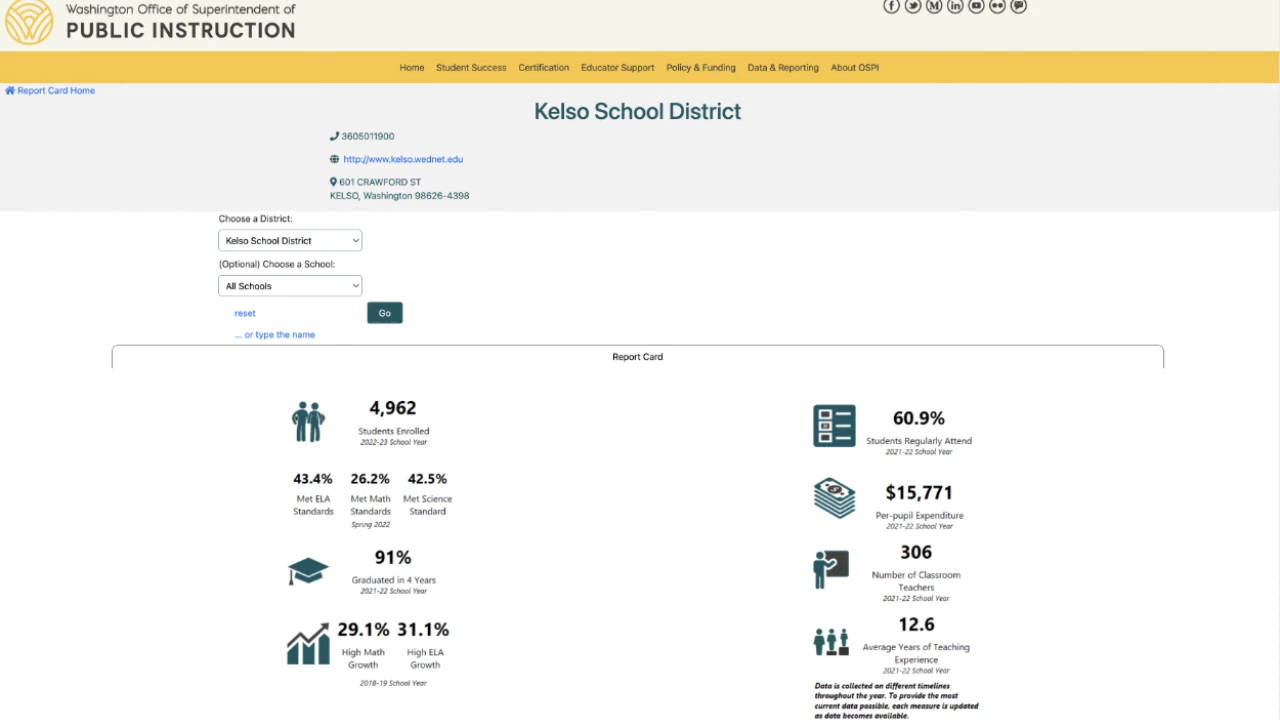 Washington Office of Superintendent of
PUBLIC INSTRUCTION
Home Student Success Certification Educator Support Policy & Funding Data & Reporting About OSPI
Report Card Home
Kelso School District
3605011900
http://www.kelso.wednet.edu
601 CRAWFORD ST
KELSO, Washington 98626-4398
Choose a District:
Kelso School District
(Optional) Choose a School:
All Schools
reset
Go
... or type the name
Report Card
4,962
Students Enrolled
2022-23 School Year
43.4% 26.2% 42.5%
Met ELA Met Math Met Science
Standards Standards Standard
Spring 2022
91%
Graduated in 4 Years
2021-22 School Year
29.1% 31.1%
High Math High ELA
Growth Growth
2018-19 School Year
60.9%
Students Regularly Attend
2021-22 School Year
$15,771
Per-pupil Expenditure
2021-22 School Year
306
Number of Classroom
Teachers
2021-22 School Year
12.6
Average Years of Teaching
Experience
2021-22 School Year
Data is collected on different timelines
throughout the year. To provide the most
current data possible, each measure is updated
as data becomes available.